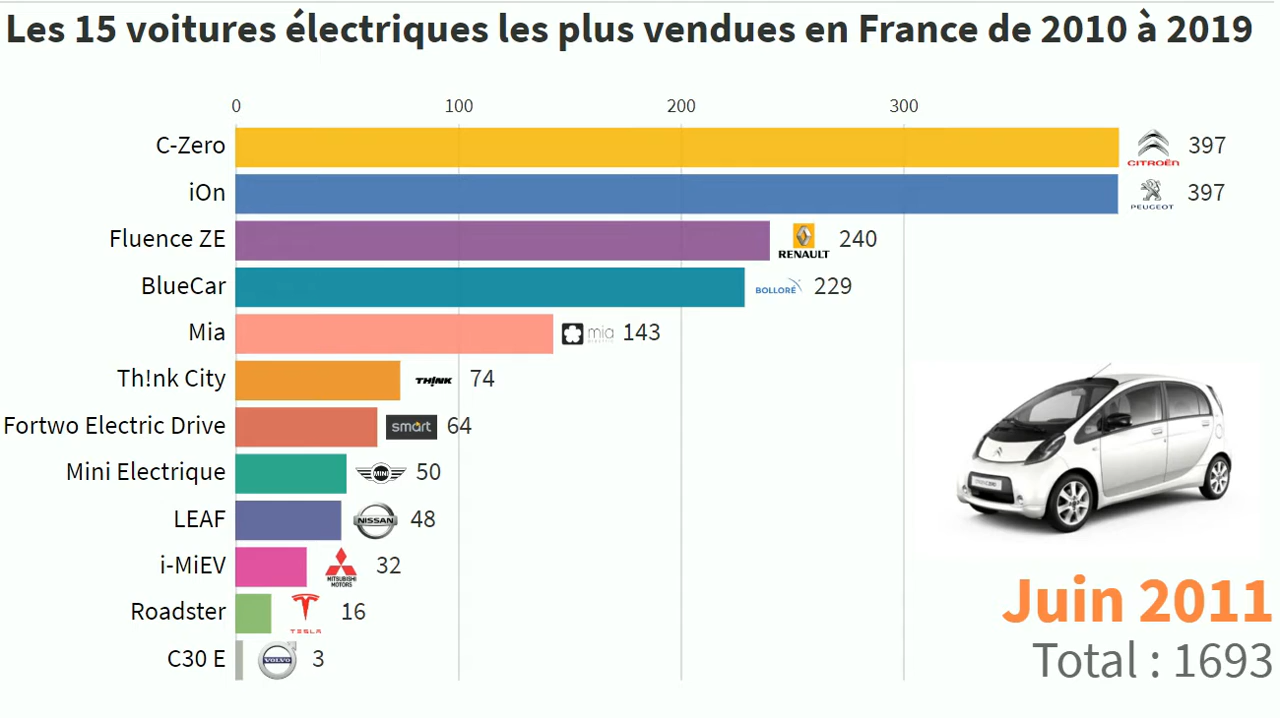 Les 15 voitures électriques les plus vendues en France de 2010 à 2019
0 100 200 300
C-Zero CITROËN 397
iOn PEUGEOT 397
Fluence ZE RENAULT 240
BlueCar BOLLORÉ 229
Mia mia 143
Th!nk City TH!NK 74
Fortwo Electric Drive smart 64
Mini Electrique MINI 50
LEAF NISSAN 48
i-MiEV MITSUBISHI MOTORS 32
Roadster TESLA 16
C30 E VOLVO 3
Juin 2011
Total : 1693